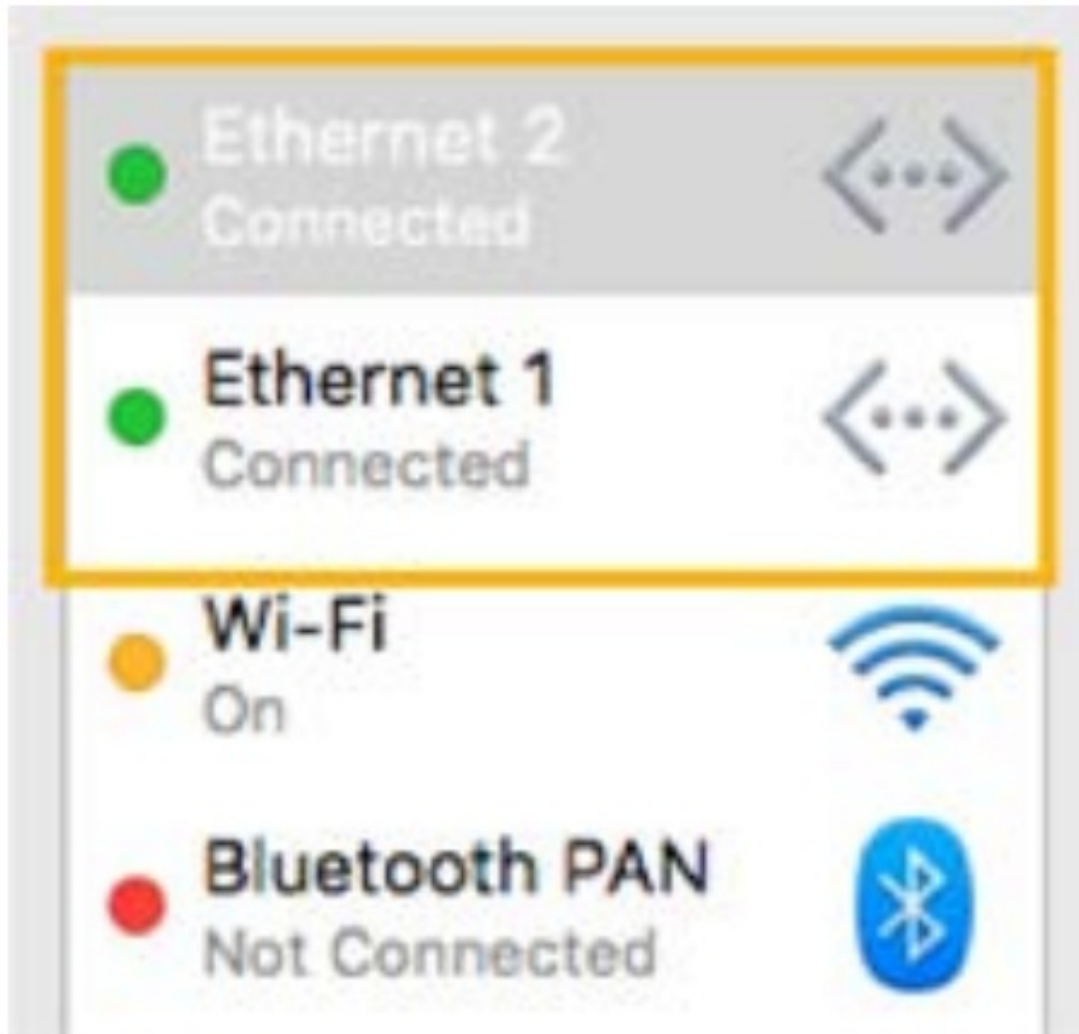 Ethernet 2
Connected
Ethernet 1
Connected
Wi-Fi
On
Bluetooth PAN
Not Connected